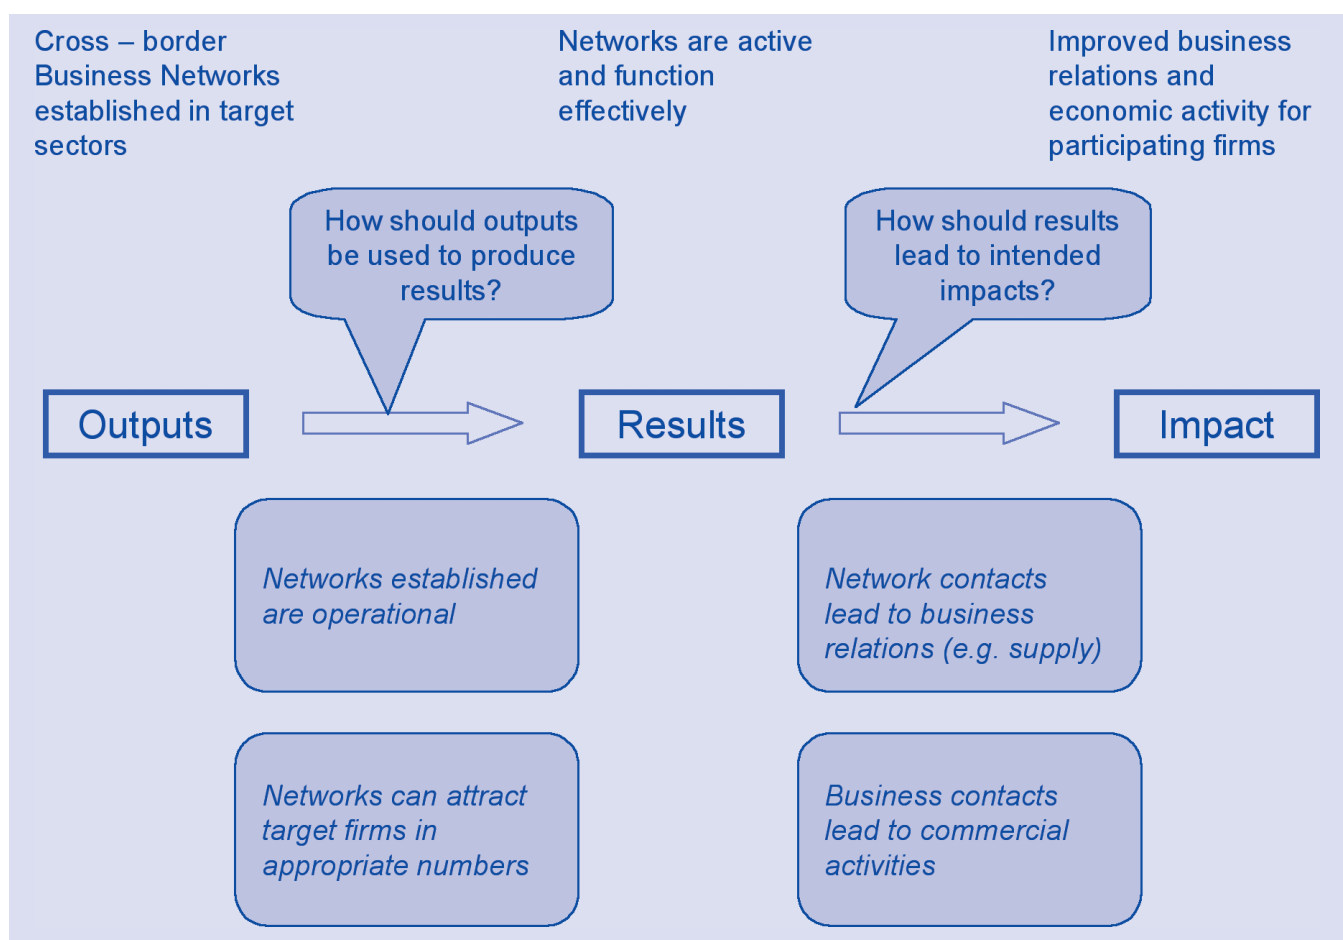 Cross – border
Business Networks
established in target
sectors
Networks are active
and function
effectively
Improved business
relations and
economic activity for
participating firms
How should outputs
be used to produce
results?
How should results
lead to intended
impacts?
Outputs
Results
Impact
Networks established
are operational
Network contacts
lead to business
relations (e.g. supply)
Networks can attract
target firms in
appropriate numbers
Business contacts
lead to commercial
activities